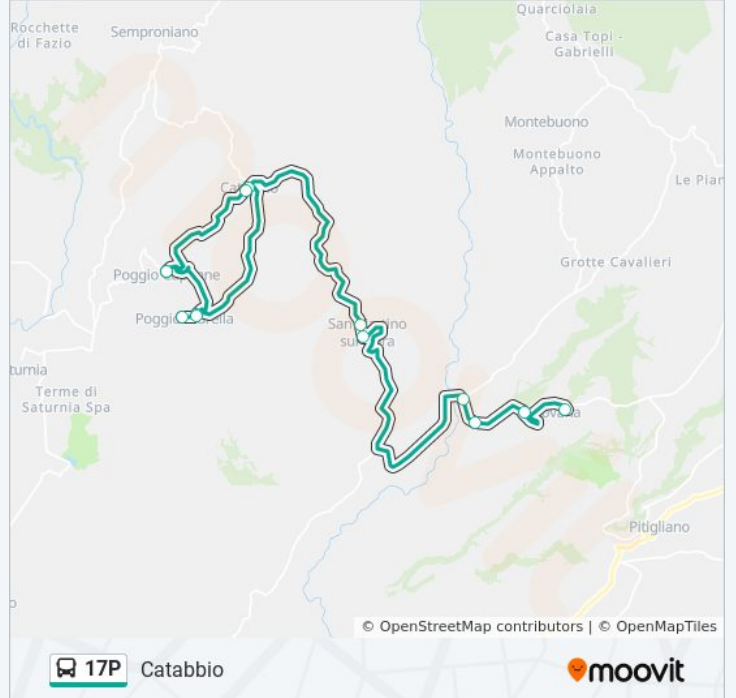 Quarciolaia
Rocchette
di Fazio
Semproniano
Casa Topi -
Gabrielli
Montebuono
Montebuono
Appalto
Le Pian
Grotte Cavalieri
Poggio
Poggio
turnia
Terme di
Saturnia Spa
Pitigliano
© OpenStreetMap contributors | © OpenMapTiles
17P Catabbio
moovit